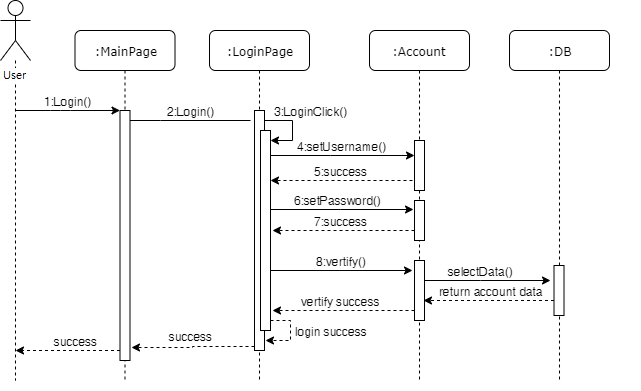 User
:MainPage
:LoginPage
:Account
:DB
1:Login()
2:Login()
3:LoginClick()
4:setUsername()
5:success
6:setPassword()
7:success
8:vertify()
selectData()
return account data
vertify success
login success
success
success